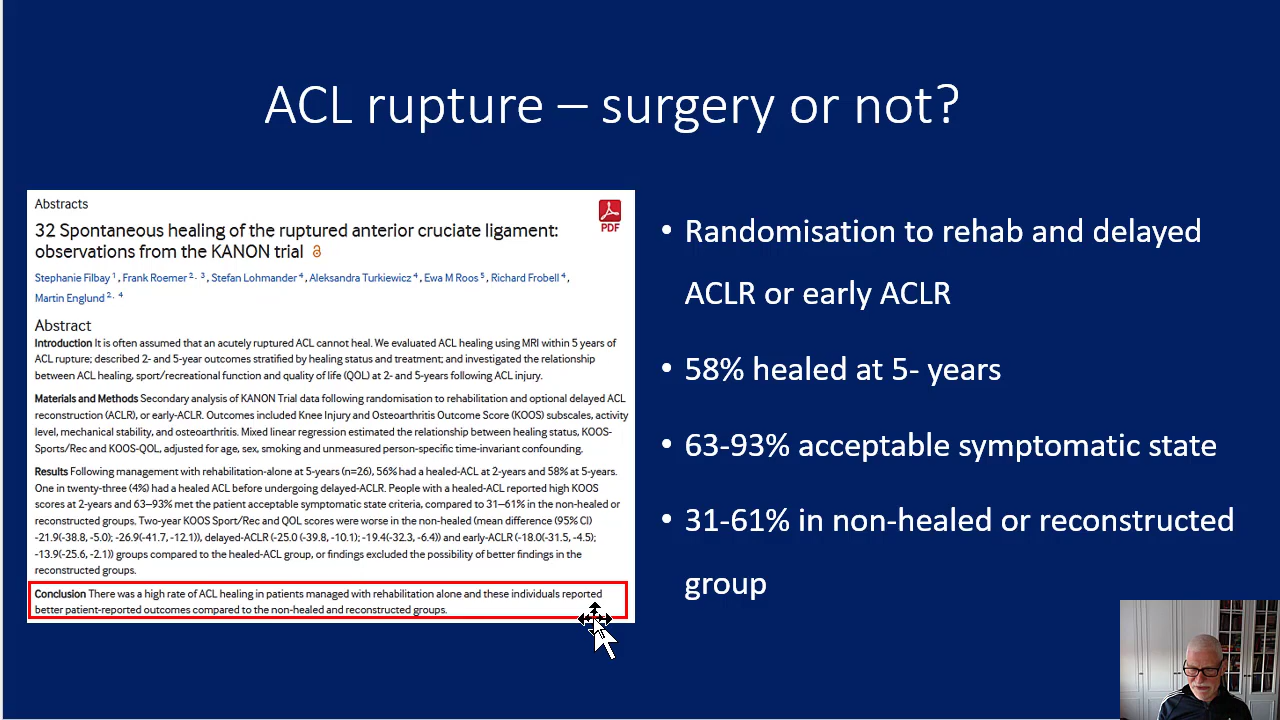 ACL rupture – surgery or not?
Abstracts
PDF
32 Spontaneous healing of the ruptured anterior cruciate ligament:
observations from the KANON trial
Stephanie Filbay 1, Frank Roemer 2, 3, Stefan Lohmander 4, Aleksandra Turkiewicz 4, Ewa M Roos 5, Richard Frobell 4,
Martin Englund 2, 4
Abstract
Introduction It is often assumed that an acutely ruptured ACL cannot heal. We evaluated ACL healing using MRI within 5 years of
ACL rupture; described 2- and 5-year outcomes stratified by healing status and treatment; and investigated the relationship
between ACL healing, sport/recreational function and quality of life (QOL) at 2- and 5-years following ACL injury.
Materials and Methods Secondary analysis of KANON Trial data following randomisation to rehabilitation and optional delayed ACL
reconstruction (ACLR), or early-ACLR. Outcomes included Knee Injury and Osteoarthritis Outcome Score (KOOS) subscales, activity
level, mechanical stability, and osteoarthritis. Mixed linear regression estimated the relationship between healing status, KOOS-
Sports/Rec and KOOS-QOL, adjusted for age, sex, smoking and unmeasured person-specific time-invariant confounding.
Results Following management with rehabilitation-alone at 5-years (n=26), 56% had a healed-ACL at 2-years and 58% at 5-years.
One in twenty-three (4%) had a healed ACL before undergoing delayed-ACLR. People with a healed-ACL reported high KOOS
scores at 2-years and 63–93% met the patient acceptable symptomatic state criteria, compared to 31–61% in the non-healed or
reconstructed groups. Two-year KOOS Sport/Rec and QOL scores were worse in the non-healed (mean difference (95% CI)
-21.9(-38.8, -5.0); -26.9(-41.7, -12.1)), delayed-ACLR (-25.0 (-39.8, -10.1); -19.4(-32.3, -6.4)) and early-ACLR (-18.0(-31.5, -4.5);
-13.9(-25.6, -2.1)) groups compared to the healed-ACL group, or findings excluded the possibility of better findings in the
reconstructed groups.
Conclusion There was a high rate of ACL healing in patients managed with rehabilitation alone and these individuals reported
better patient-reported outcomes compared to the non-healed and reconstructed groups.
• Randomisation to rehab and delayed
ACLR or early ACLR
• 58% healed at 5- years
• 63-93% acceptable symptomatic state
• 31-61% in non-healed or reconstructed
group